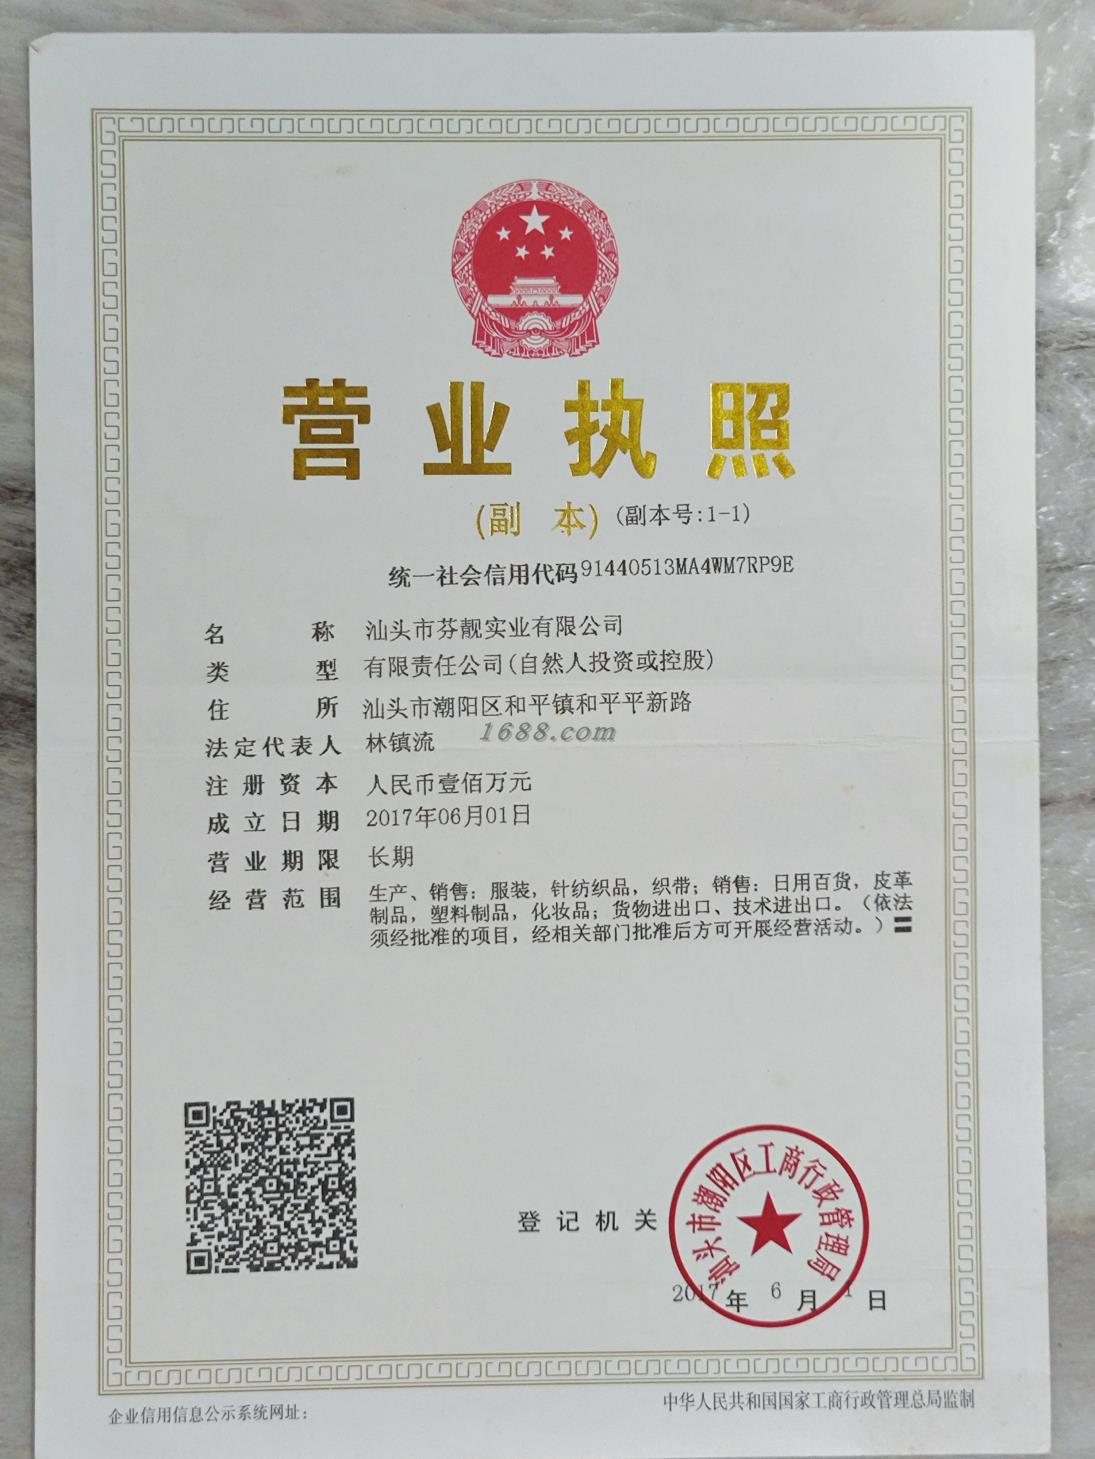 营业执照
(副 本) (副本号:1-1)
统一社会信用代码91440513MA4WM7RP9E
名 称 汕头市芬靓实业有限公司
类 型 有限责任公司(自然人投资或控股)
住 所 汕头市潮阳区和平镇和平平新路
1688.com
法定代表人 林镇流
注册资本 人民币壹佰万元
成立日期 2017年06月01日
营业期限 长期
经营范围 生产、销售：服装，针纺织品，织带；销售：日用百货，皮革
制品，塑料制品，化妆品；货物进出口、技术进出口。（依法
须经批准的项目，经相关部门批准后方可开展经营活动。）〓
汕头市潮阳区工商行政管理局
登记机关
2017年 6月 1日
企业信用信息公示系统网址：
中华人民共和国国家工商行政管理总局监制